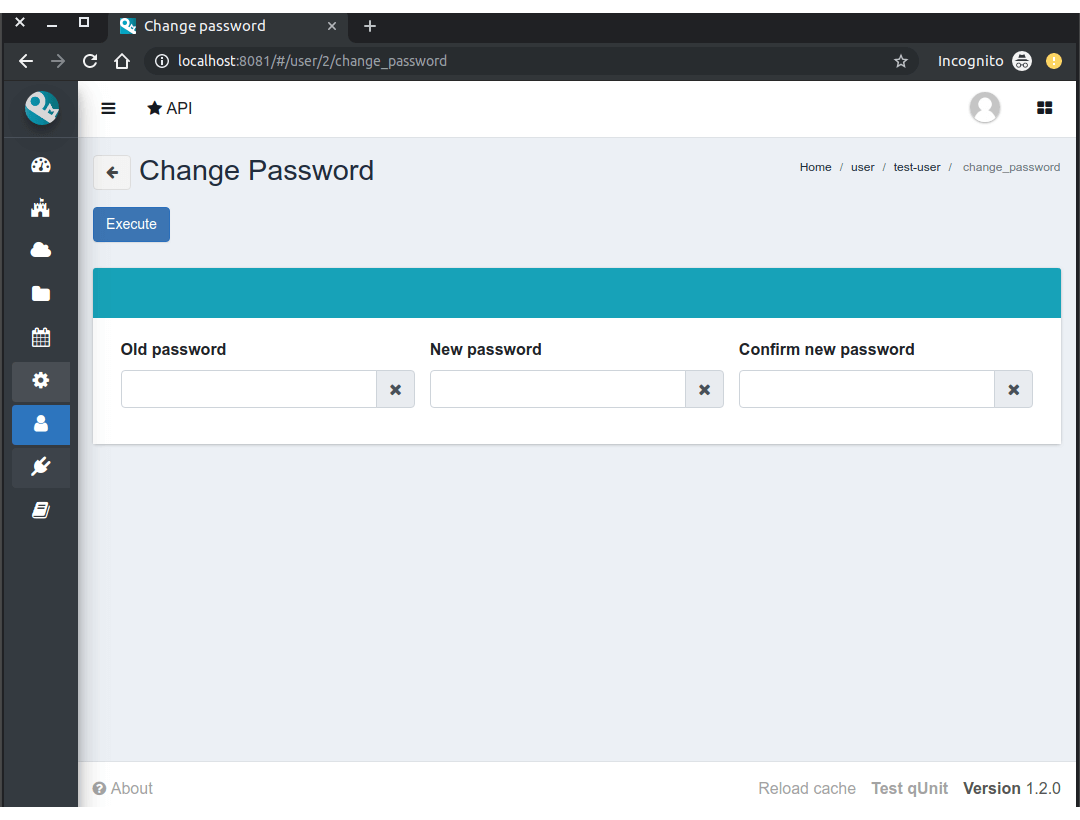 Change password
localhost:8081/#/user/2/change_password
Incognito
API
Change Password
Home / user / test-user / change_password
Execute
Old password
New password
Confirm new password
About
Reload cache Test qUnit Version 1.2.0